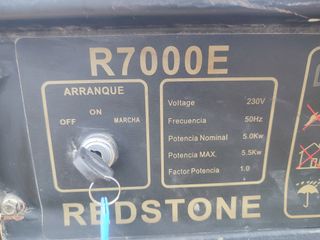 R7000E
ARRANQUE
ON
OFF MARCHA
Voltage 230V
Frecuencia 50Hz
Potencia Nominal 5.0Kw
Potencia MAX. 5.5Kw
Factor Potencia 1.0
REDSTONE